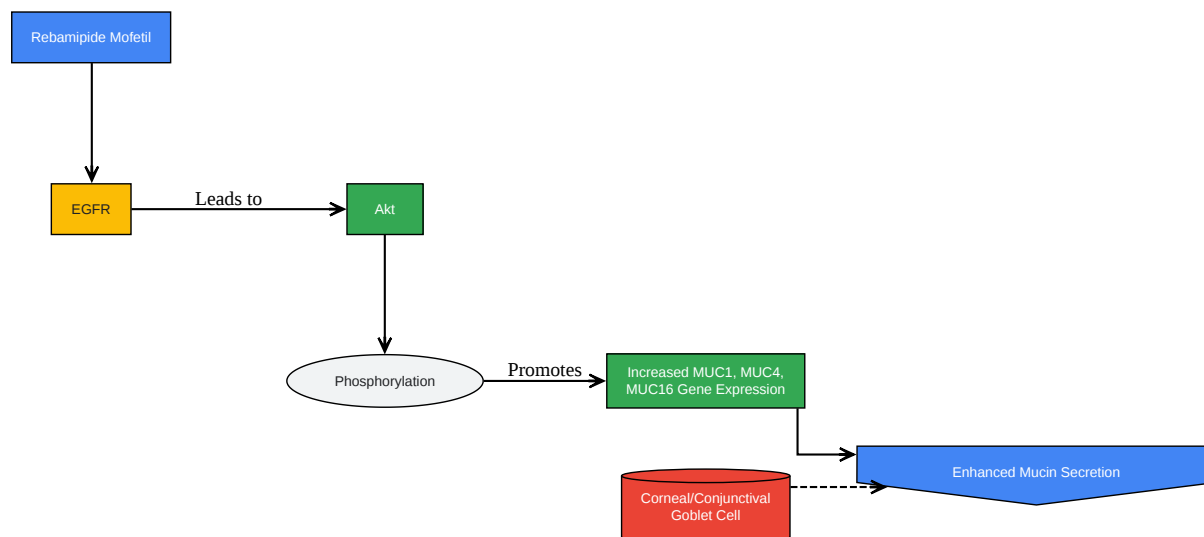 Rebamipide Mofetil
EGFR
Leads to
Akt
Phosphorylation
Promotes
Increased MUC1, MUC4,
MUC16 Gene Expression
Enhanced Mucin Secretion
Corneal/Conjunctival
Goblet Cell